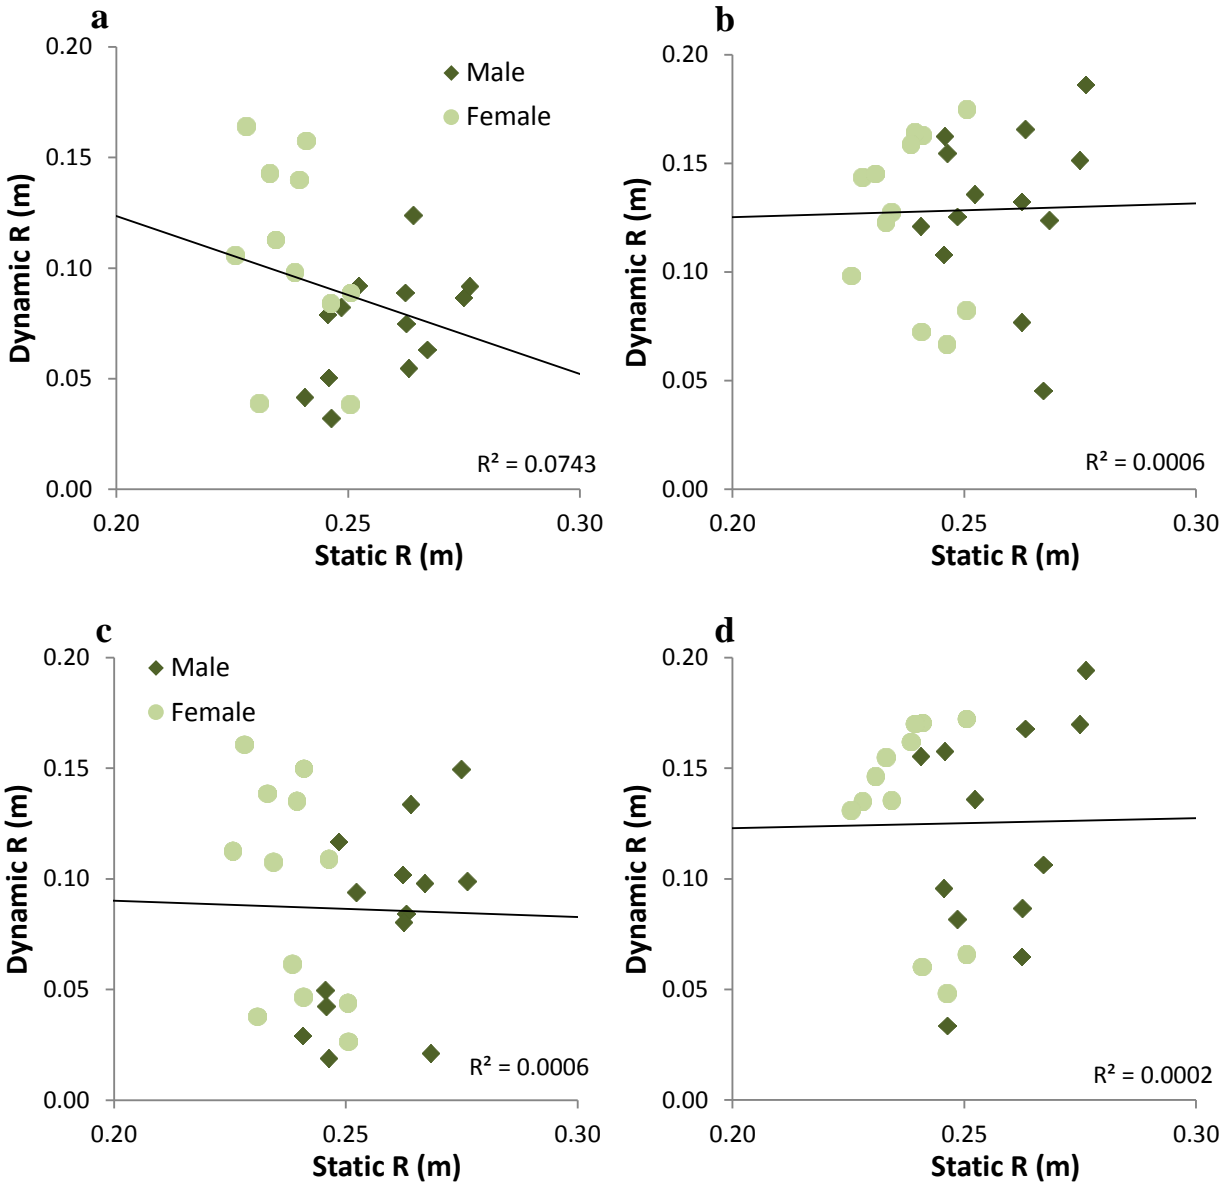 a
0.20
Male
Female
0.15
0.10
0.05
0.00
Dynamic R (m)
R² = 0.0743
0.20
0.25
0.30
Static R (m)
b
0.20
0.15
0.10
0.05
0.00
Dynamic R (m)
R² = 0.0006
0.20
0.25
0.30
Static R (m)
c
0.20
Male
Female
0.15
0.10
0.05
0.00
Dynamic R (m)
R² = 0.0006
0.20
0.25
0.30
Static R (m)
d
0.20
0.15
0.10
0.05
0.00
Dynamic R (m)
R² = 0.0002
0.20
0.25
0.30
Static R (m)